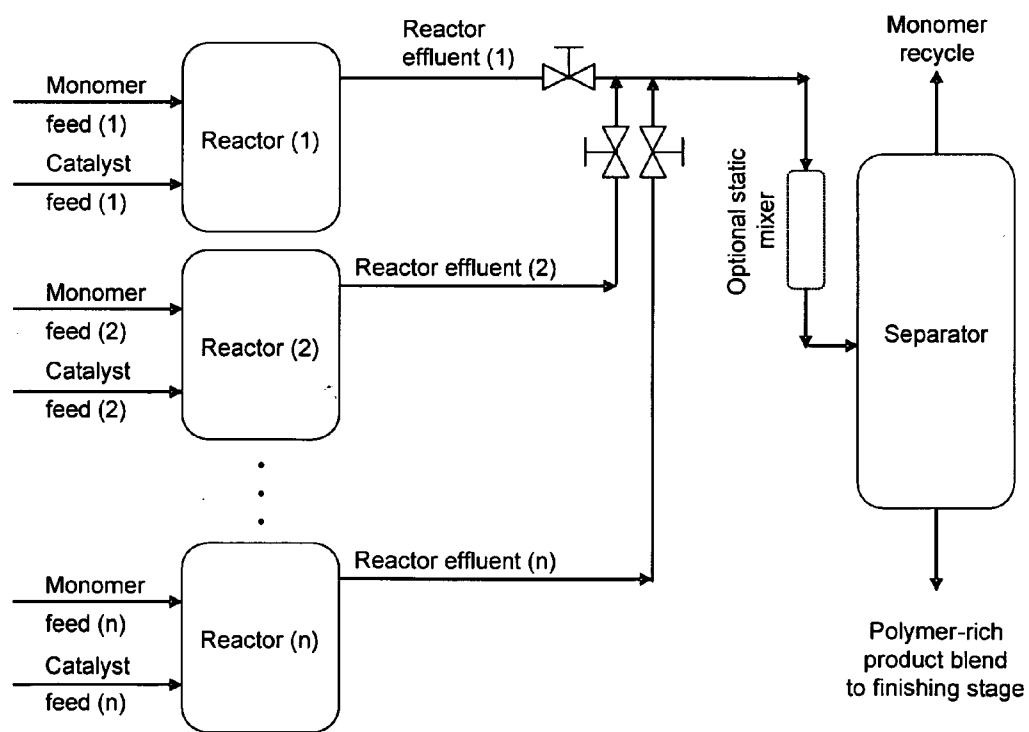 Reactor
effluent (1)
Monomer
recycle
Monomer
feed (1)
Catalyst
feed (1)
Reactor (1)
Optional static
mixer
Reactor effluent (2)
Monomer
feed (2)
Catalyst
feed (2)
Reactor (2)
Separator
Reactor effluent (n)
Monomer
feed (n)
Catalyst
feed (n)
Reactor (n)
Polymer-rich
product blend
to finishing stage